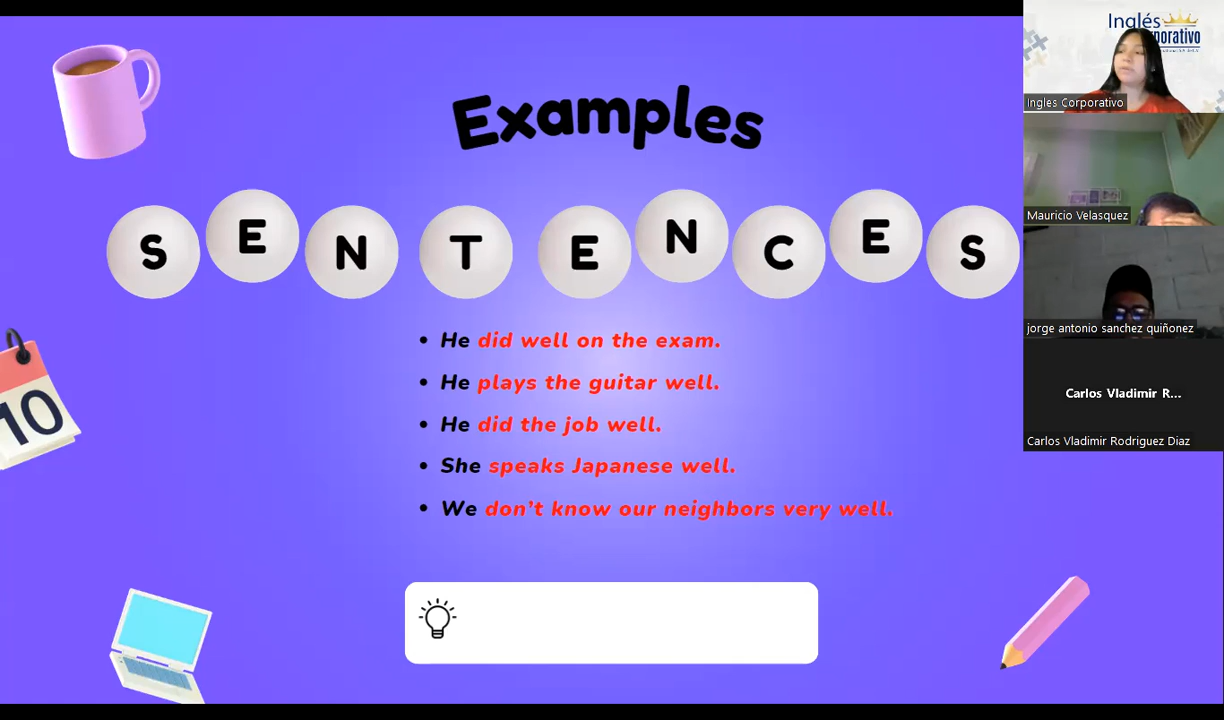 Examples
SENTENCES
He did well on the exam.
He plays the guitar well.
He did the job well.
She speaks Japanese well.
We don't know our neighbors very well.
10
Inglés
Ingles Corporativo
Mauricio Velasquez
jorge antonio sanchez quiñonez
Carlos Vladimir R...
Carlos Vladimir Rodriguez Diaz